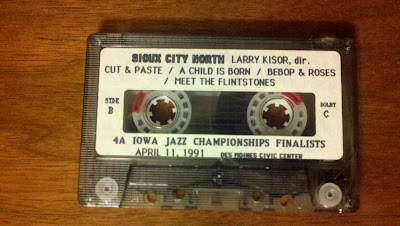 SIOUX CITY NORTH LARRY KISOR, dir.
CUT & PASTE / A CHILD IS BORN / BEBOP & ROSES
/ MEET THE FLINTSTONES
SIDE
B
DOLBY
C
4A IOWA JAZZ CHAMPIONSHIPS FINALISTS
APRIL 11, 1991 DES MOINES CIVIC CENTER